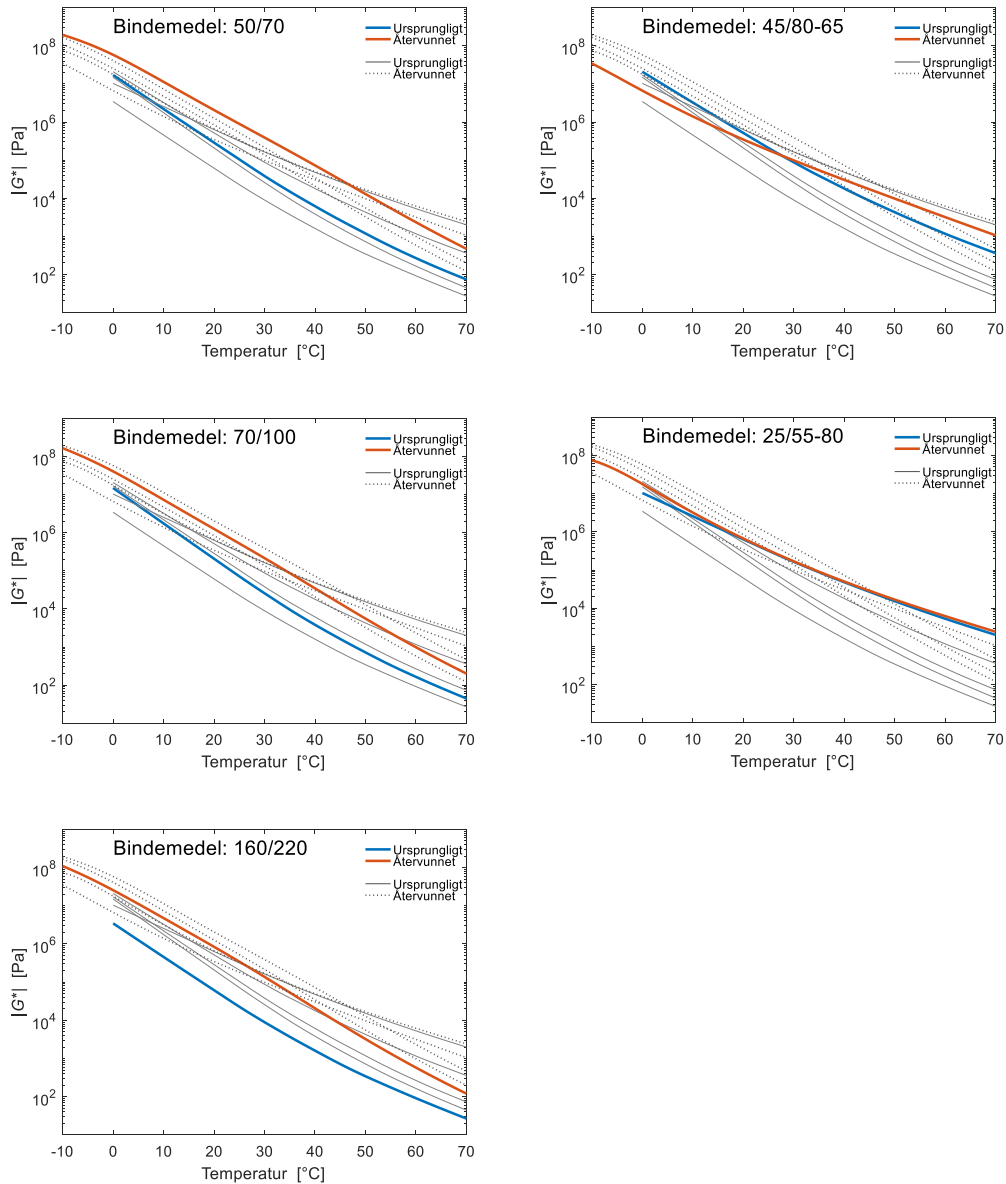 Bindemedel: 50/70
Ursprungligt
Återvunnet
Ursprungligt
Återvunnet
10^8
10^6
10^4
10^2
|G*| [Pa]
-10 0 10 20 30 40 50 60 70
Temperatur [°C]
Bindemedel: 45/80-65
Ursprungligt
Återvunnet
Ursprungligt
Återvunnet
10^8
10^6
10^4
10^2
|G*| [Pa]
-10 0 10 20 30 40 50 60 70
Temperatur [°C]
Bindemedel: 70/100
Ursprungligt
Återvunnet
Ursprungligt
Återvunnet
10^8
10^6
10^4
10^2
|G*| [Pa]
-10 0 10 20 30 40 50 60 70
Temperatur [°C]
Bindemedel: 25/55-80
Ursprungligt
Återvunnet
Ursprungligt
Återvunnet
10^8
10^6
10^4
10^2
|G*| [Pa]
-10 0 10 20 30 40 50 60 70
Temperatur [°C]
Bindemedel: 160/220
Ursprungligt
Återvunnet
Ursprungligt
Återvunnet
10^8
10^6
10^4
10^2
|G*| [Pa]
-10 0 10 20 30 40 50 60 70
Temperatur [°C]